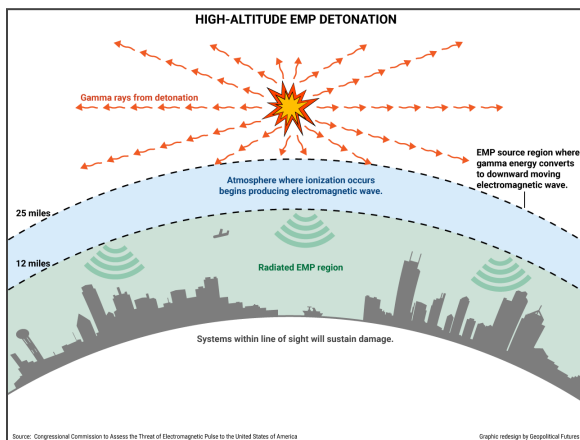 HIGH-ALTITUDE EMP DETONATION
Gamma rays from detonation
EMP source region where
gamma energy converts
to downward moving
electromagnetic wave.
Atmosphere where ionization occurs
begins producing electromagnetic wave.
25 miles
12 miles
Radiated EMP region
Systems within line of sight will sustain damage.
Source: Congressional Commission to Assess the Threat of Electromagnetic Pulse to the United States of America
Graphic redesign by Geopolitical Futures